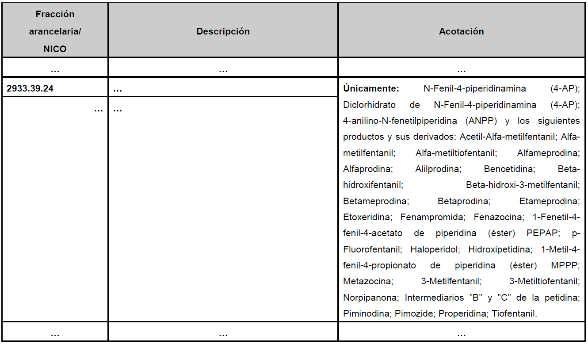 Fracción
arancelaria/
NICO
Descripción
Acotación
... ... ...
2933.39.24
...
Únicamente: N-Fenil-4-piperidinamina (4-AP);
Diclorhidrato de N-Fenil-4-piperidinamina (4-AP);
4-anilino-N-fenetilpiperidina (ANPP) y los siguientes
productos y sus derivados: Acetil-Alfa-metilfentanil; Alfa-
metilfentanil; Alfa-metiltiofentanil; Alfameprodina;
Alfaprodina; Alilprodina; Bencetidina; Beta-
hidroxifentanil; Beta-hidroxi-3-metilfentanil;
Betameprodina; Betaprodina; Etameprodina;
Etoxeridina; Fenampromida; Fenazocina; 1-Fenetil-4-
fenil-4-acetato de piperidina (éster) PEPAP; p-
Fluorofentanil; Haloperidol; Hidroxipetidina; 1-Metil-4-
fenil-4-propionato de piperidina (éster) MPPP;
Metazocina; 3-Metilfentanil; 3-Metiltiofentanil;
Norpipanona; Intermediarios "B" y "C" de la petidina;
Piminodina; Pimozide; Properidina; Tiofentanil.
... ...
... ... ...